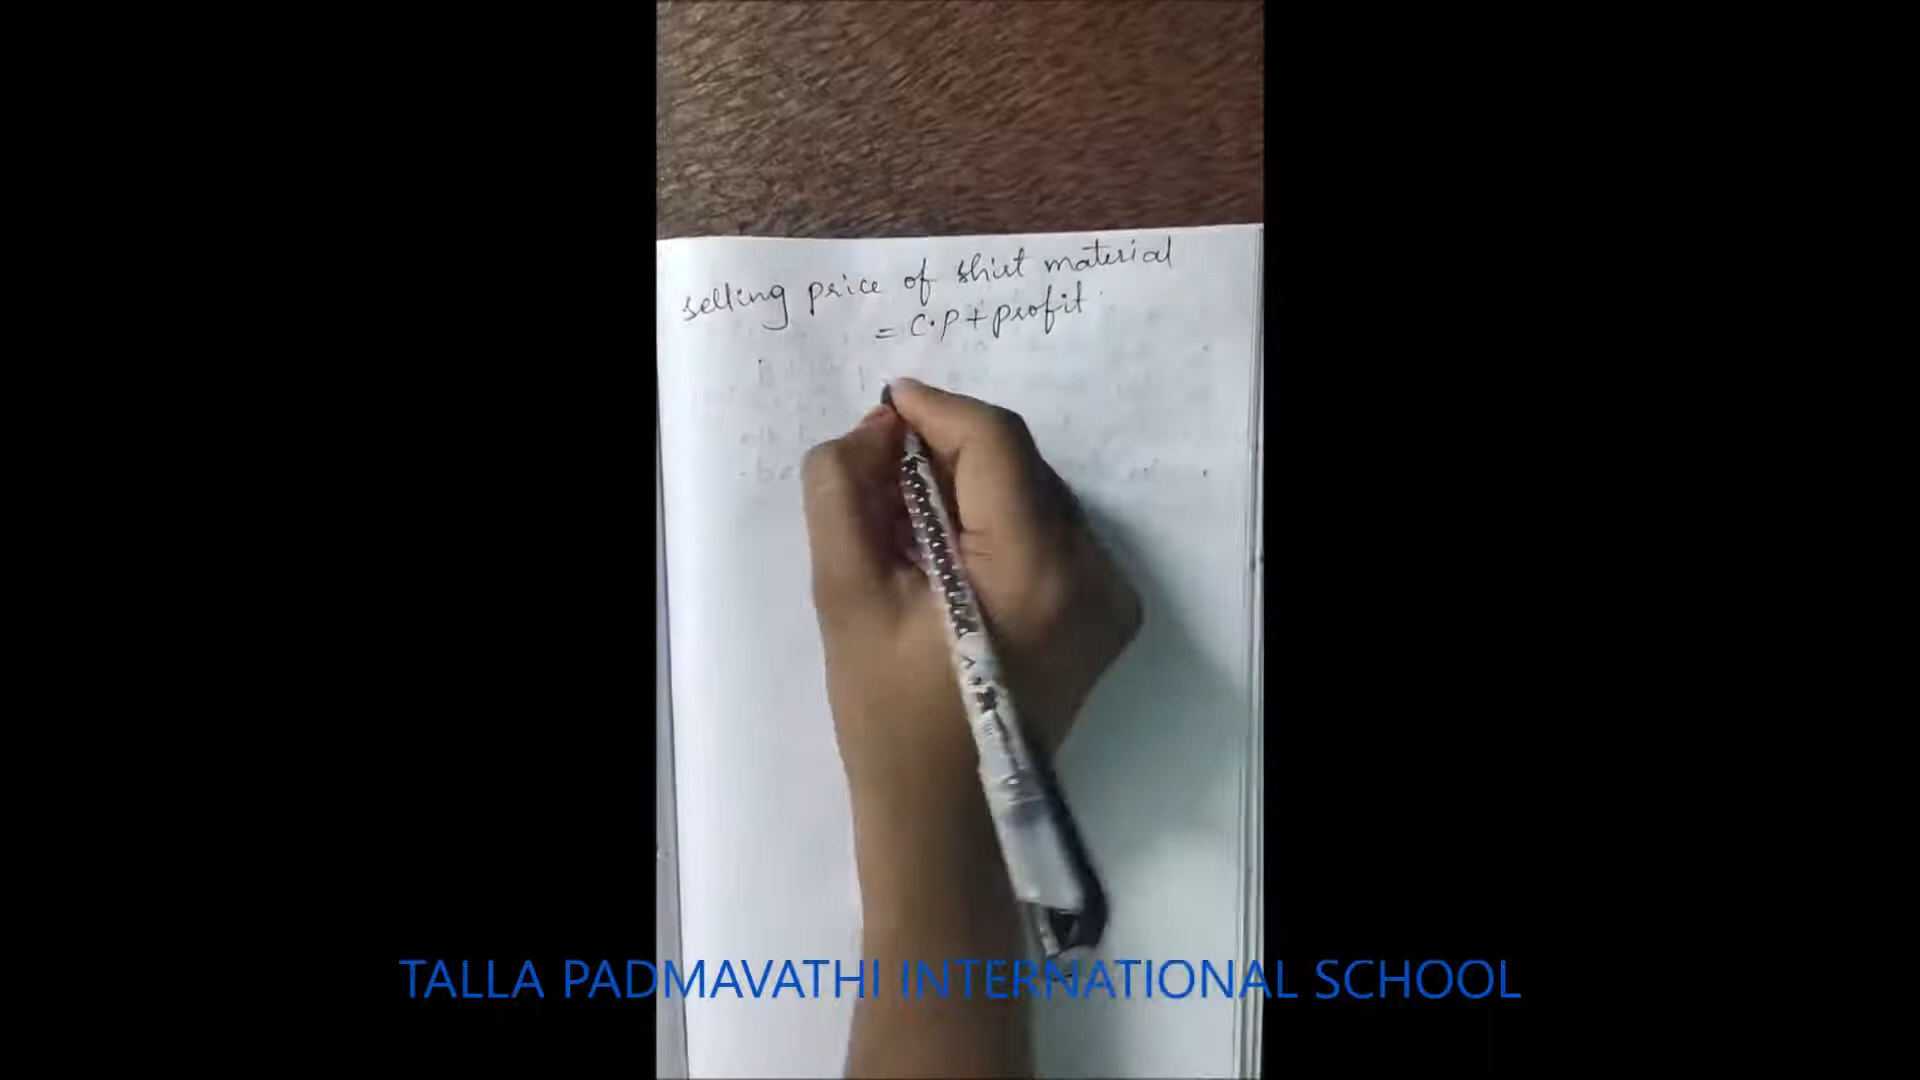 selling price of shirt material
= C.P + profit
TALLA PADMAVATHI INTERNATIONAL SCHOOL